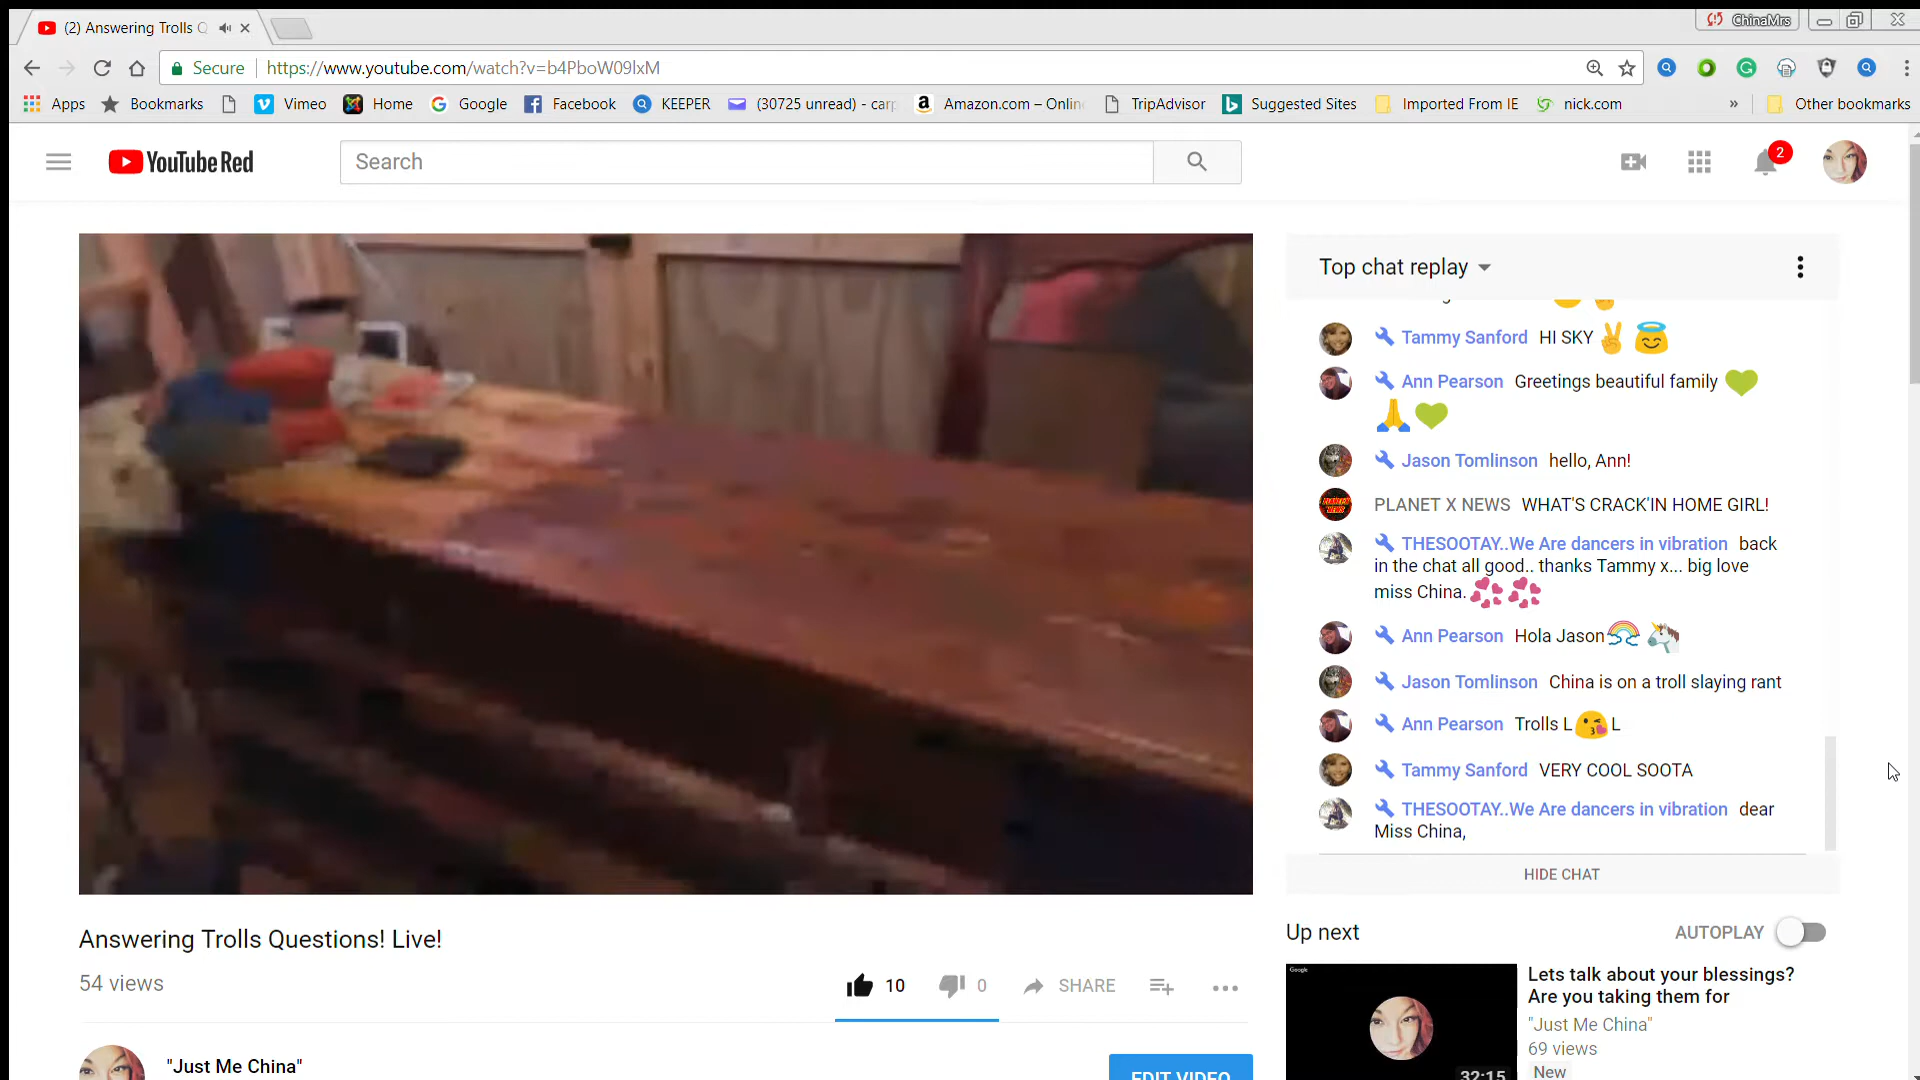 (2) Answering Trolls Q
ChinaMrs
Secure
https://www.youtube.com/watch?v=b4PboW09lxM
Apps
Bookmarks
Vimeo
Home
Google
Facebook
KEEPER
(30725 unread) - carp
Amazon.com – Onlin
TripAdvisor
Suggested Sites
Imported From IE
nick.com
»
Other bookmarks
YouTube Red
Search
2
Top chat replay
Tammy Sanford HI SKY ✌️ 😇
Ann Pearson Greetings beautiful family 💚
🙏 💚
Jason Tomlinson hello, Ann!
PLANET X NEWS WHAT'S CRACK'IN HOME GIRL!
THESOOTAY..We Are dancers in vibration back
in the chat all good.. thanks Tammy x... big love
miss China. 💞 💞
Ann Pearson Hola Jason 🌈 🦄
Jason Tomlinson China is on a troll slaying rant
Ann Pearson Trolls L 😘 L
Tammy Sanford VERY COOL SOOTA
THESOOTAY..We Are dancers in vibration dear
Miss China,
HIDE CHAT
Answering Trolls Questions! Live!
54 views
10
0
SHARE
"Just Me China"
EDIT VIDEO
Up next
AUTOPLAY
Google
32:15
Lets talk about your blessings?
Are you taking them for
"Just Me China"
69 views
New